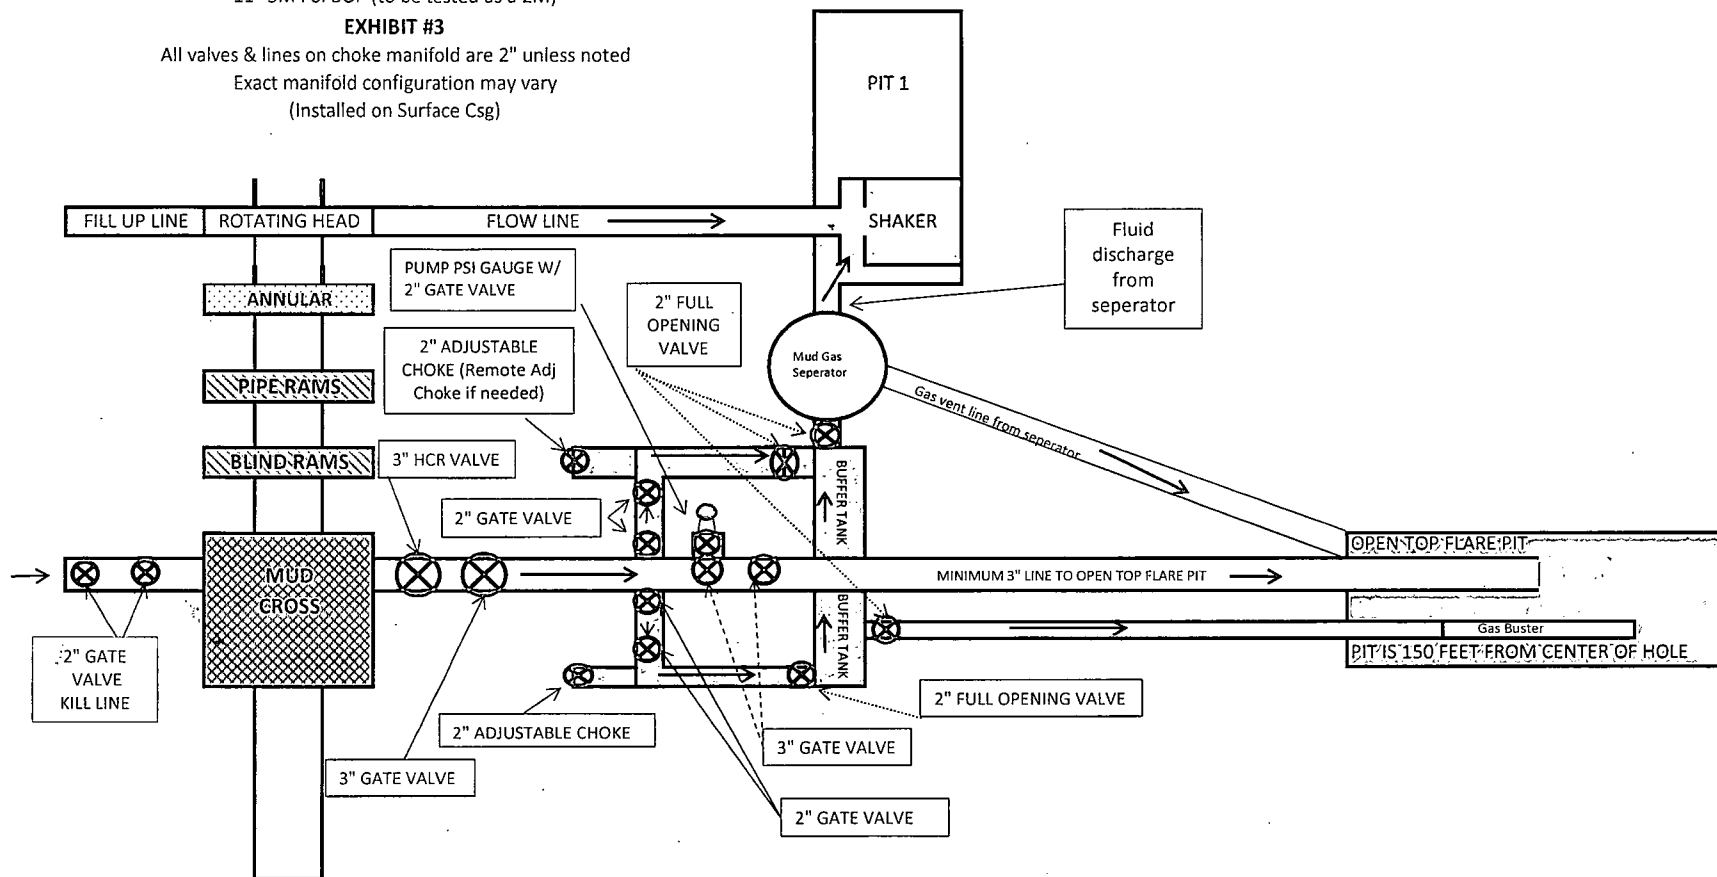 EXHIBIT #3
All valves & lines on choke manifold are 2" unless noted
Exact manifold configuration may vary
(Installed on Surface Csg)
PIT 1
FILL UP LINE
ROTATING HEAD
FLOW LINE
SHAKER
Fluid
discharge
from
seperator
PUMP PSI GAUGE W/
2" GATE VALVE
ANNULAR
2" FULL
OPENING
VALVE
2" ADJUSTABLE
CHOKE (Remote Adj
Choke if needed)
Mud Gas
Seperator
PIPE RAMS
Gas vent line from seperator
BLIND RAMS
3" HCR VALVE
2" GATE VALVE
BUFFER TANK
OPEN TOP FLARE PIT
MUD
CROSS
MINIMUM 3" LINE TO OPEN TOP FLARE PIT
BUFFER TANK
Gas Buster
PIT IS 150 FEET FROM CENTER OF HOLE
2" GATE
VALVE
KILL LINE
2" FULL OPENING VALVE
2" ADJUSTABLE CHOKE
3" GATE VALVE
3" GATE VALVE
2" GATE VALVE